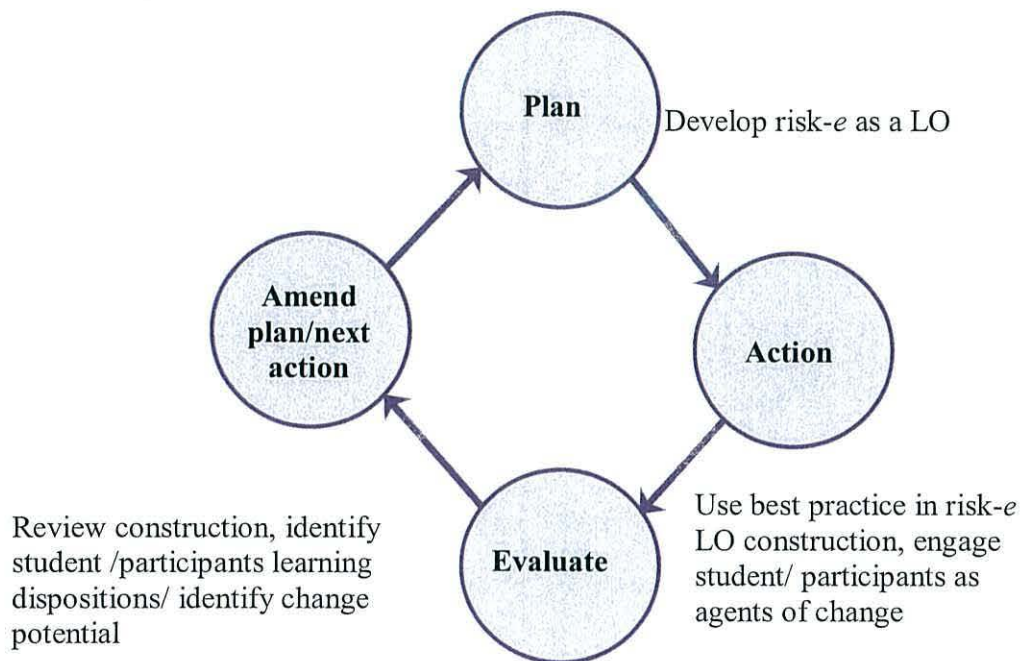 Plan
Develop risk-e as a LO
Amend
plan/next
action
Action
Use best practice in risk-e
LO construction, engage
student/ participants as
agents of change
Evaluate
Review construction, identify
student /participants learning
dispositions/ identify change
potential